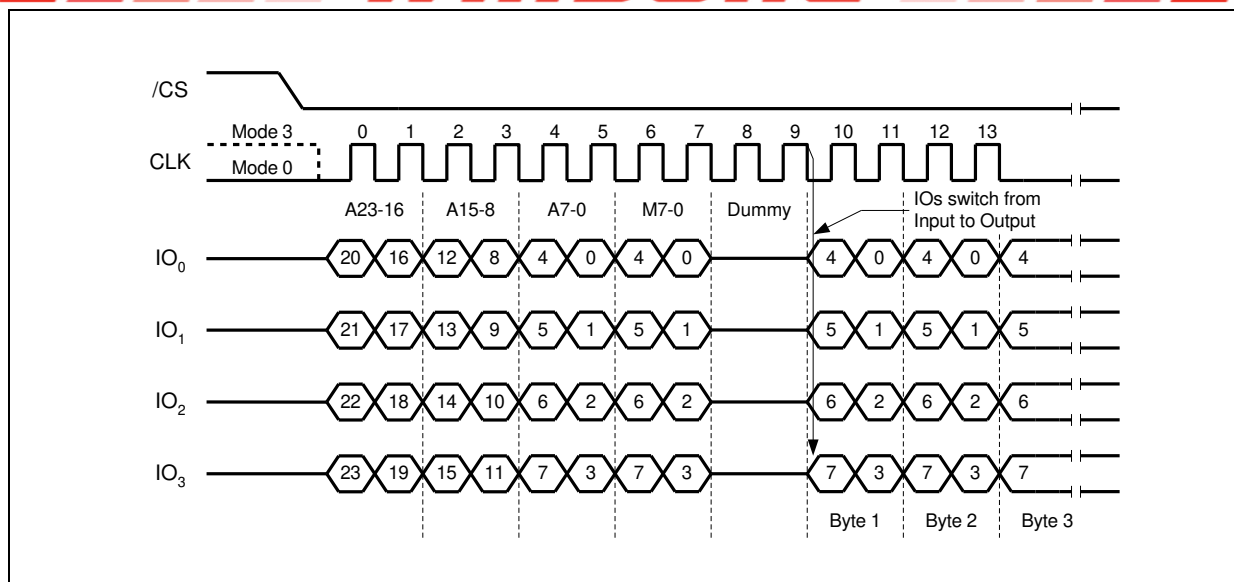 /CS
Mode 3 0 1 2 3 4 5 6 7 8 9 10 11 12 13
CLK
Mode 0
A23-16 A15-8 A7-0 M7-0 Dummy
IOs switch from
Input to Output
IO0 20 16 12 8 4 0 4 0 4 0 4 0 4
IO1 21 17 13 9 5 1 5 1 5 1 5 1 5
IO2 22 18 14 10 6 2 6 2 6 2 6 2 6
IO3 23 19 15 11 7 3 7 3 7 3 7 3 7
Byte 1 Byte 2 Byte 3